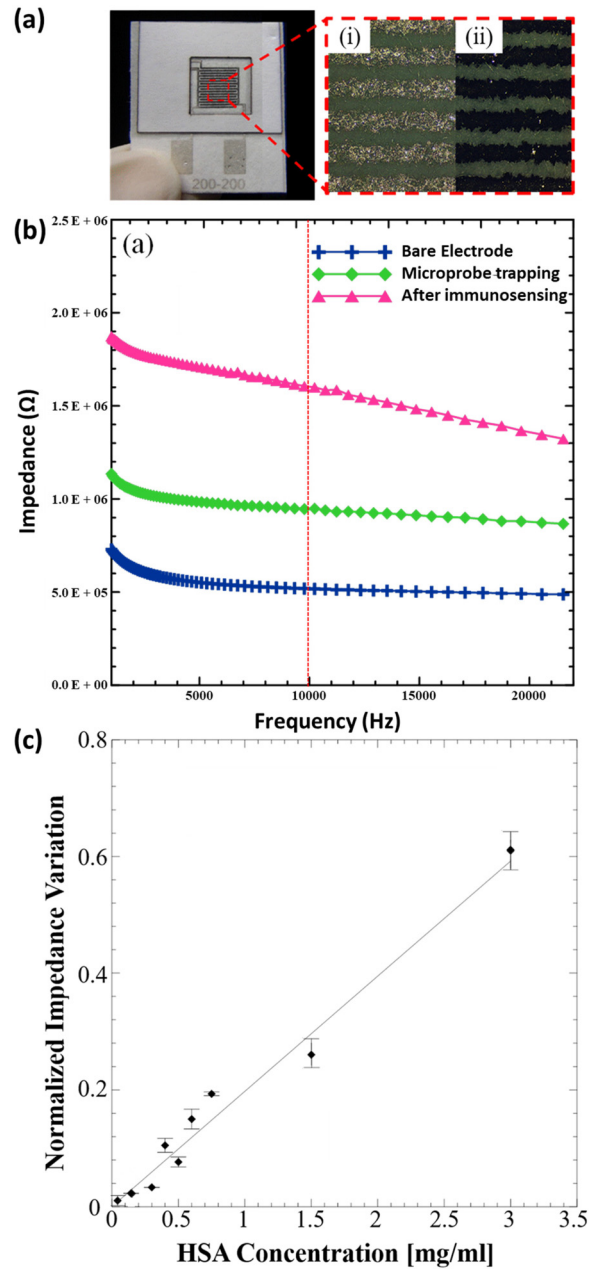 (a)
(i)
(ii)
200-200
(b)
(a)
2.5 E + 06
2.0 E + 06
1.5 E + 06
1.0 E + 06
5.0 E + 05
0.0 E + 00
Bare Electrode
Microprobe trapping
After immunosensing
Impedance (Ω)
5000
10000
15000
20000
Frequency (Hz)
(c)
0.8
0.6
0.4
0.2
0
Normalized Impedance Variation
0
0.5
1
1.5
2
2.5
3
3.5
HSA Concentration [mg/ml]